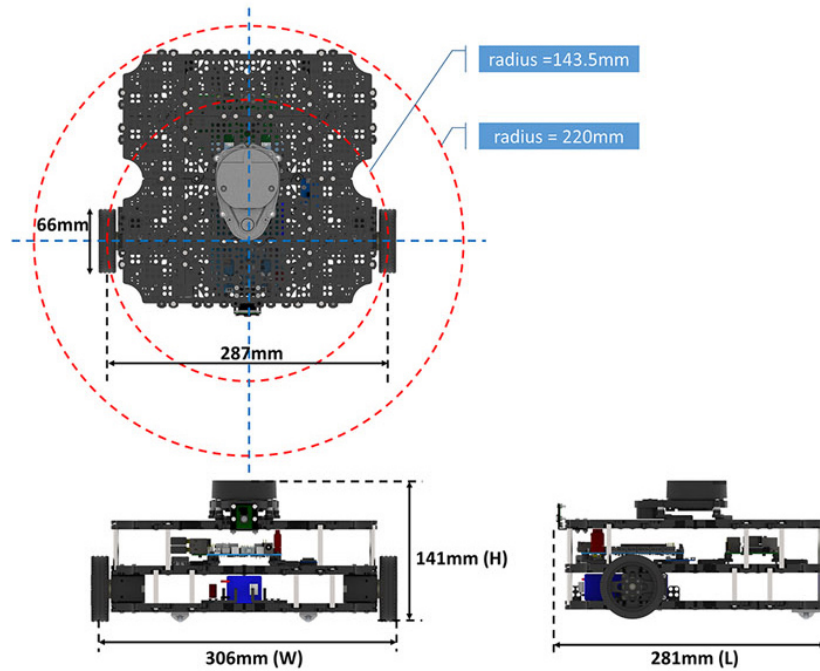 radius =143.5mm
radius = 220mm
66mm
287mm
141mm (H)
306mm (W)
281mm (L)